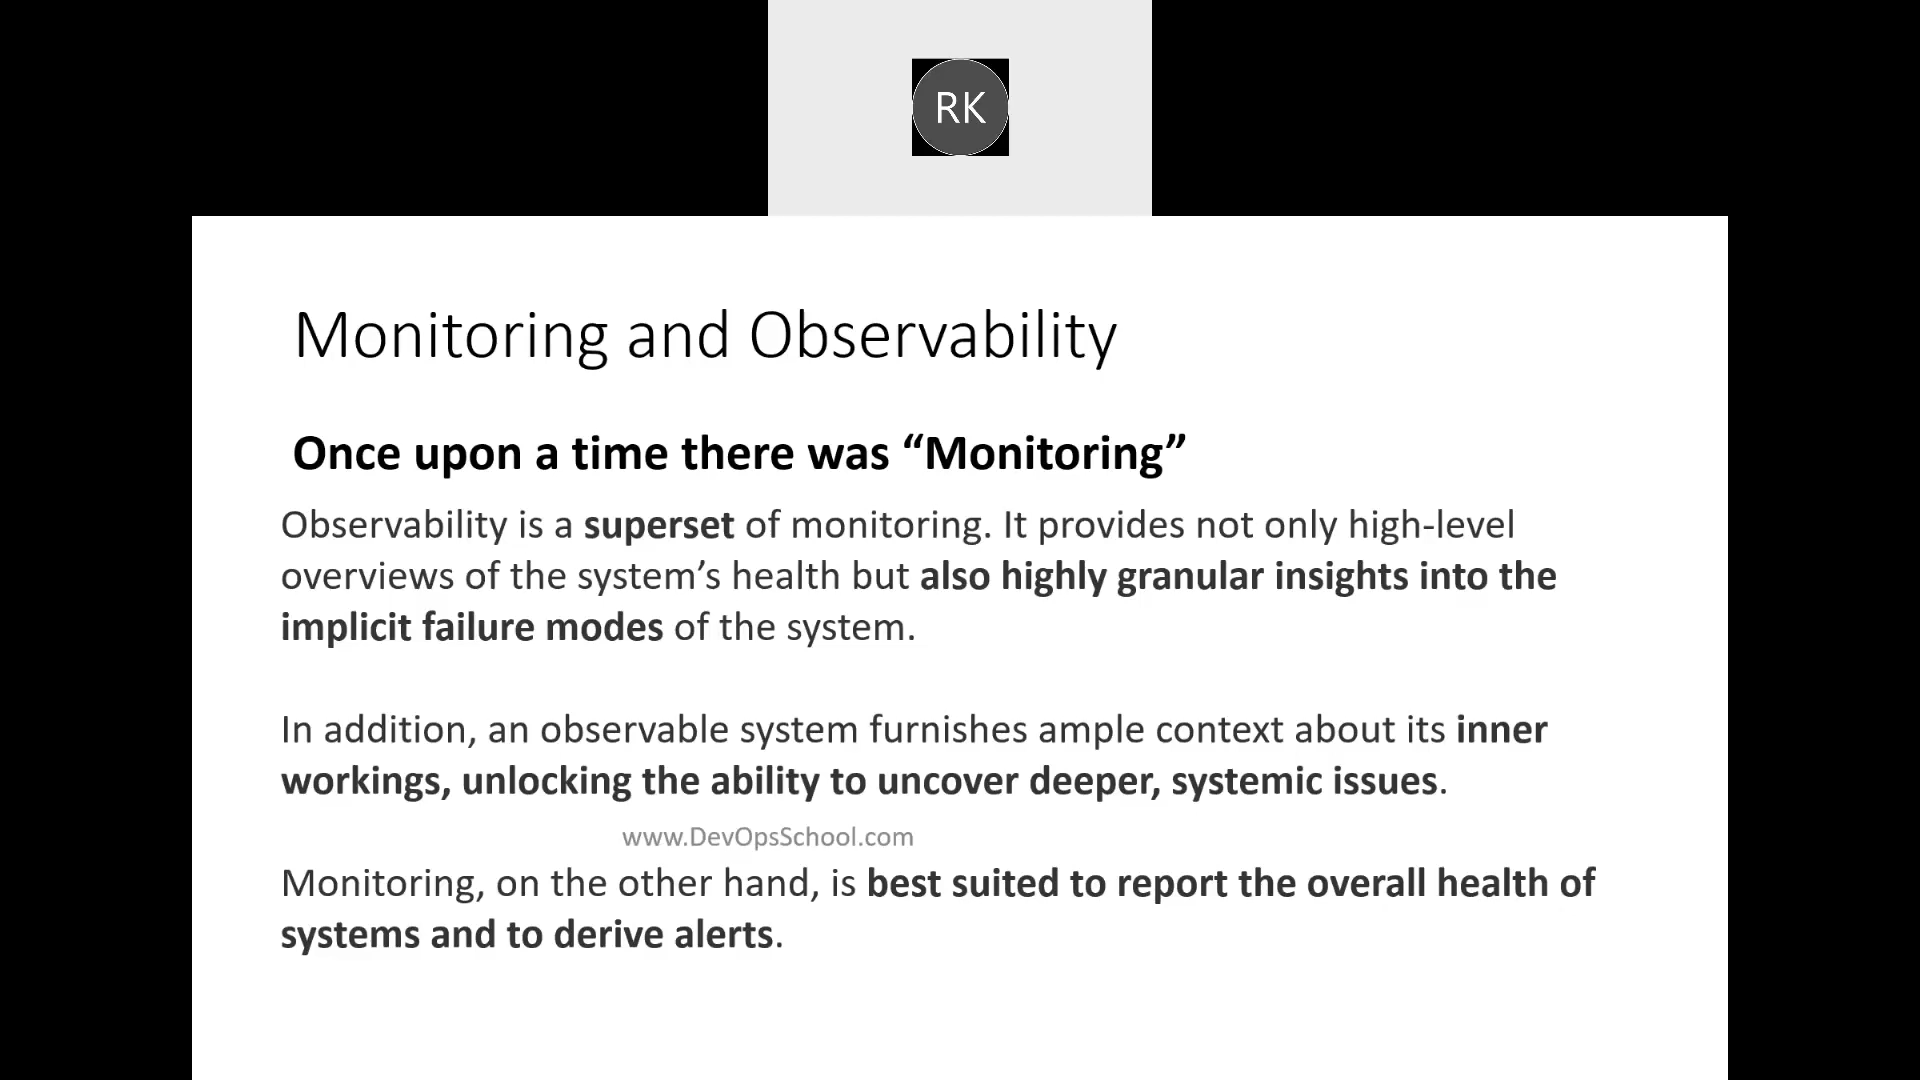 RK
Monitoring and Observability
Once upon a time there was “Monitoring”
Observability is a superset of monitoring. It provides not only high-level
overviews of the system’s health but also highly granular insights into the
implicit failure modes of the system.
In addition, an observable system furnishes ample context about its inner
workings, unlocking the ability to uncover deeper, systemic issues.
www.DevOpsSchool.com
Monitoring, on the other hand, is best suited to report the overall health of
systems and to derive alerts.